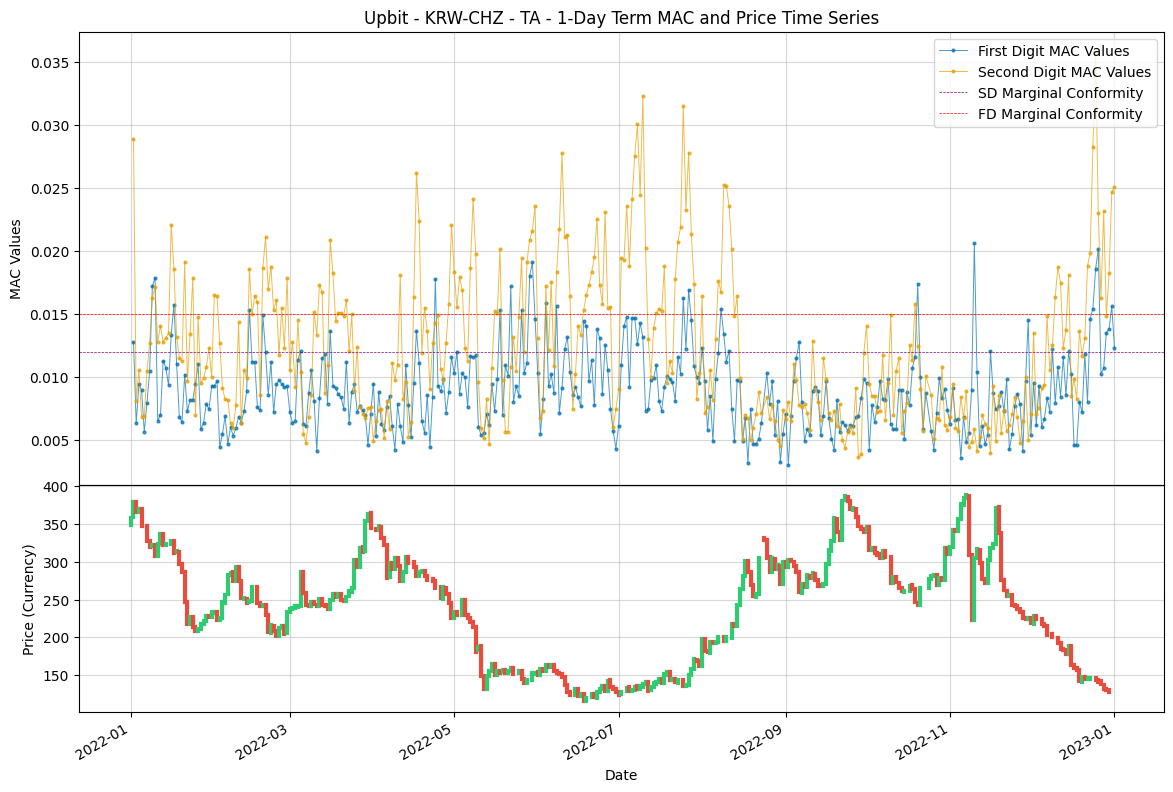 Upbit - KRW-CHZ - TA - 1-Day Term MAC and Price Time Series
First Digit MAC Values
Second Digit MAC Values
SD Marginal Conformity
FD Marginal Conformity
MAC Values
0.035
0.030
0.025
0.020
0.015
0.010
0.005
Price (Currency)
400
350
300
250
200
150
2022-01
2022-03
2022-05
2022-07
2022-09
2022-11
2023-01
Date